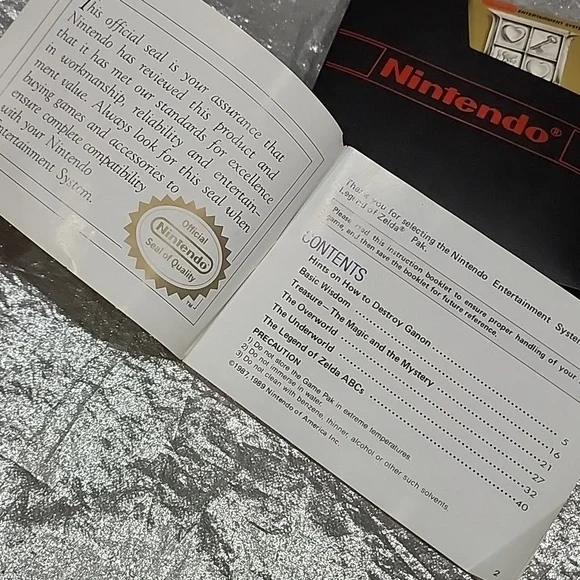 This official seal is your assurance that
Nintendo has reviewed this product and
that it has met our standards for excellence
in workmanship, reliability and entertain-
ment value. Always look for this seal when
buying games and accessories to
ensure complete compatibility
with your Nintendo
Entertainment System.
Official
Nintendo
Seal of Quality
TM
ENTERTAINMENT SYSTEM
Nintendo®
Thank you for selecting the Nintendo Entertainment System
Legend of Zelda® Pak.
Please read this instruction booklet to ensure proper handling of your
game, and then save the booklet for future reference.
CONTENTS
Hints on How to Destroy Ganon 5
Basic Wisdom 16
Treasure—The Magic and the Mystery 21
The Overworld 27
The Underworld 32
The Legend of Zelda ABCs 40
PRECAUTION
1) Do not store the Game Pak in extreme temperatures.
2) Do not immerse in water.
3) Do not clean with benzene, thinner, alcohol or other such solvents.
©1987, 1989 Nintendo of America Inc.
2